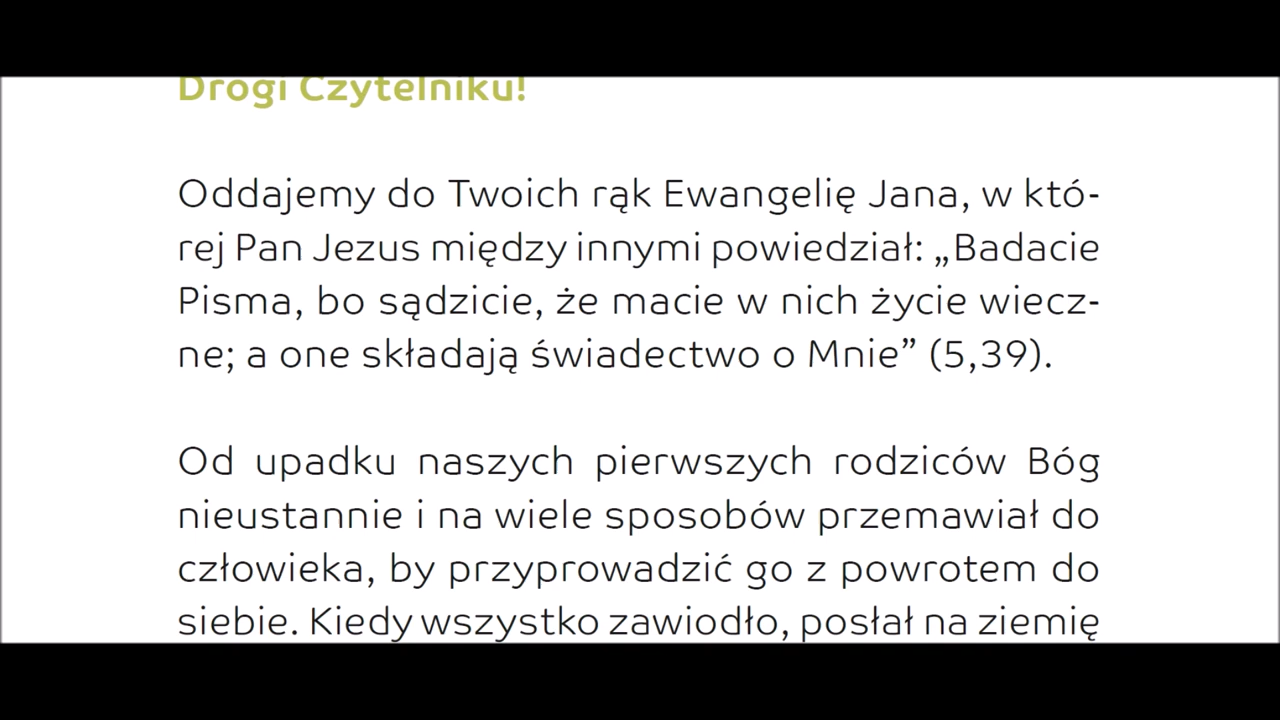 Drogi Czytelniku!
Oddajemy do Twoich rąk Ewangelię Jana, w któ-
rej Pan Jezus między innymi powiedział: „Badacie
Pisma, bo sądzicie, że macie w nich życie wiecz-
ne; a one składają świadectwo o Mnie” (5,39).
Od upadku naszych pierwszych rodziców Bóg
nieustannie i na wiele sposobów przemawiał do
człowieka, by przyprowadzić go z powrotem do
siebie. Kiedy wszystko zawiodło, posłał na ziemię